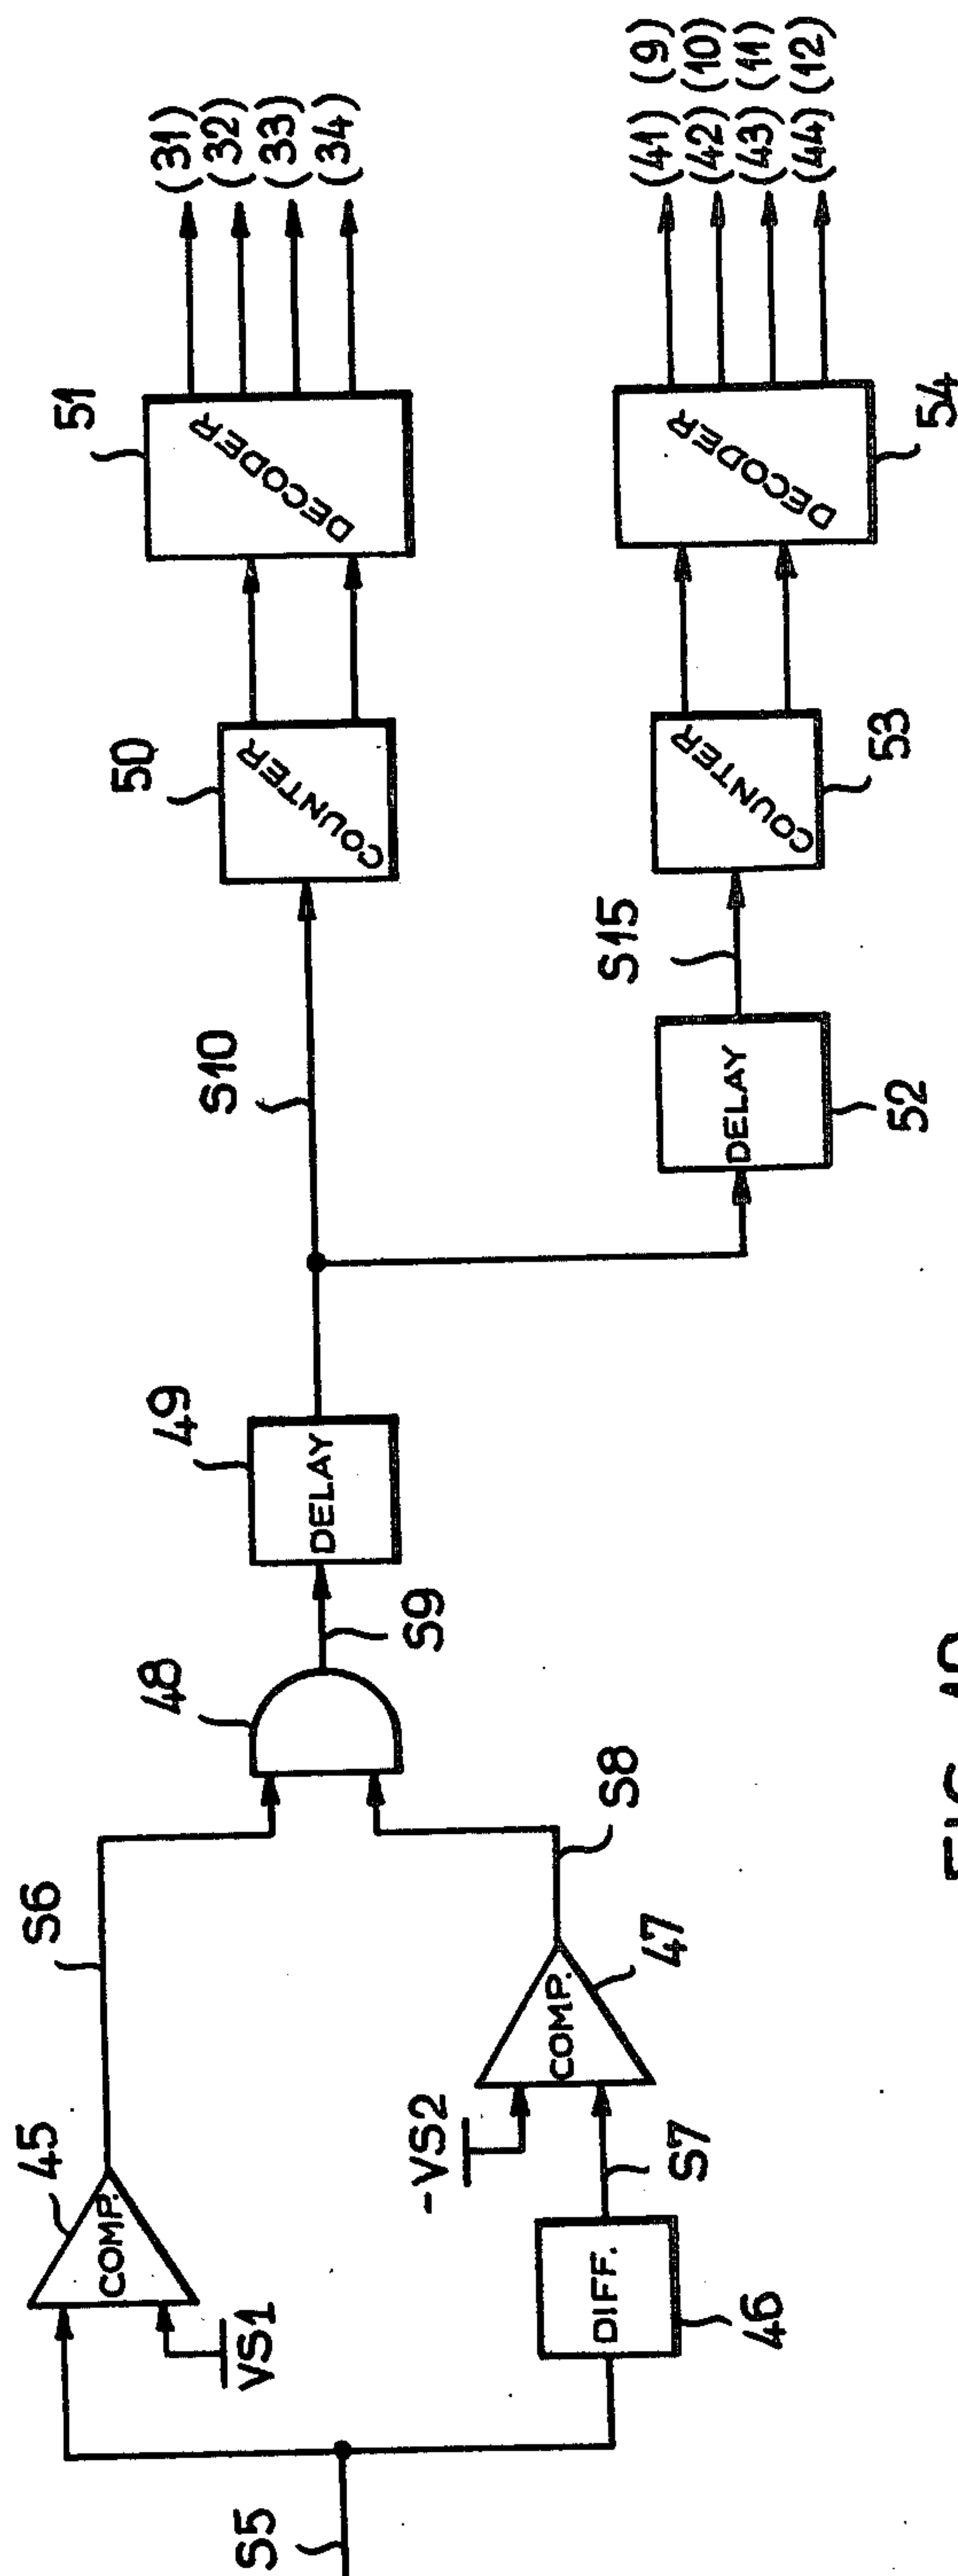 S5
45
COMP.
VS1
S6
DIFF.
46
S7
-VS2
COMP.
47
S8
48
S9
49
DELAY
S10
50
COUNTER
51
DECODER
(31)
(32)
(33)
(34)
DELAY
52
S15
COUNTER
53
DECODER
54
(41) (9)
(42) (10)
(43) (11)
(44) (12)